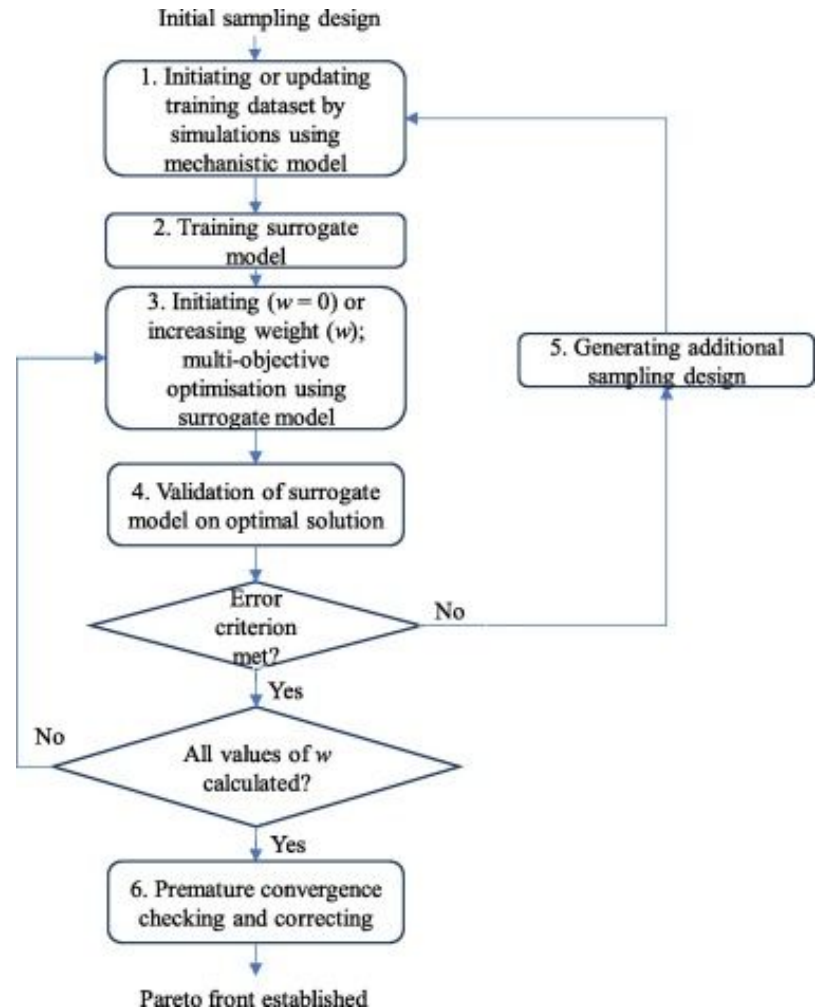 Initial sampling design
1. Initiating or updating
training dataset by
simulations using
mechanistic model
2. Training surrogate
model
3. Initiating (w = 0) or
increasing weight (w);
multi-objective
optimisation using
surrogate model
5. Generating additional
sampling design
4. Validation of surrogate
model on optimal solution
Error
criterion
met?
No
Yes
No
All values of w
calculated?
Yes
6. Premature convergence
checking and correcting
Pareto front established